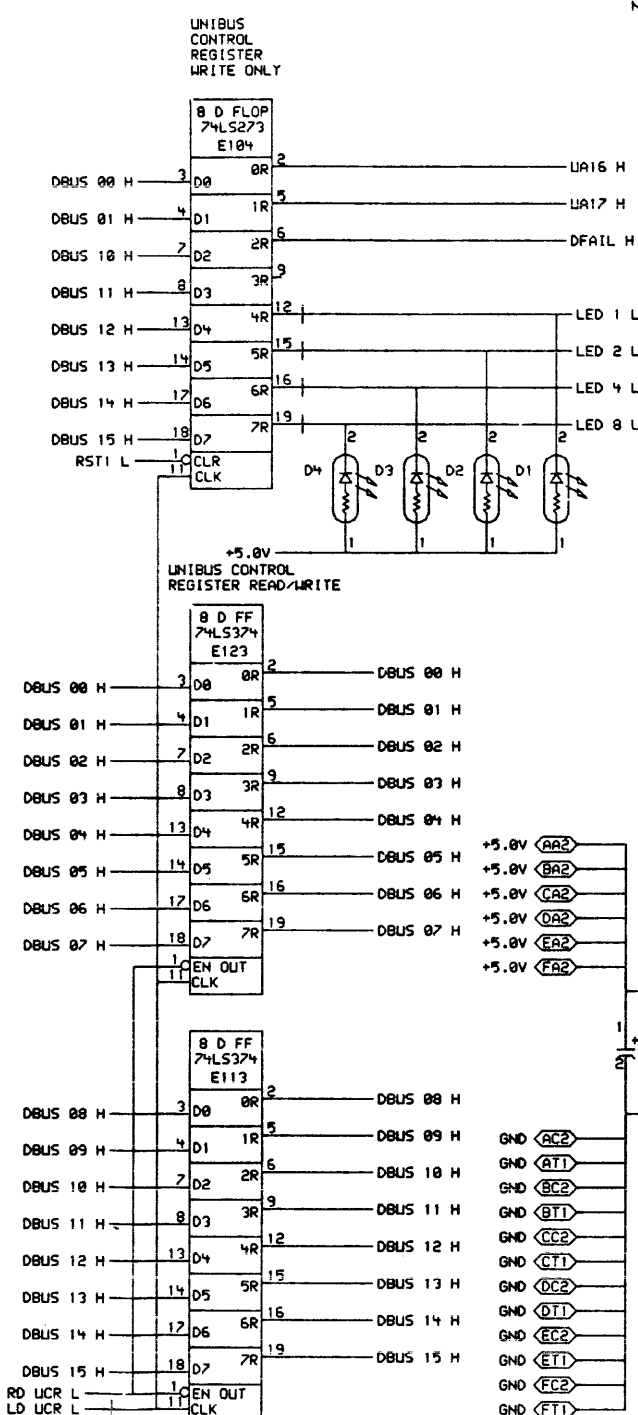 UNIBUS
CONTROL
REGISTER
WRITE ONLY
8 D FLOP
74LS273
E104
DBUS 00 H 3 D0 0R 2 UA16 H
DBUS 01 H 4 D1 1R 5 UA17 H
DBUS 10 H 7 D2 2R 6 DFAIL H
DBUS 11 H 8 D3 3R 9
DBUS 12 H 13 D4 4R 12 LED 1 L
DBUS 13 H 14 D5 5R 15 LED 2 L
DBUS 14 H 17 D6 6R 16 LED 4 L
DBUS 15 H 18 D7 7R 19 LED 8 L
RST1 L 1 CLR
11 CLK
2 2 2 2
D4 D3 D2 D1
1 1 1 1
+5.0V
UNIBUS CONTROL
REGISTER READ/WRITE
8 D FF
74LS374
E123
DBUS 00 H 3 D0 0R 2 DBUS 00 H
DBUS 01 H 4 D1 1R 5 DBUS 01 H
DBUS 02 H 7 D2 2R 6 DBUS 02 H
DBUS 03 H 8 D3 3R 9 DBUS 03 H
DBUS 04 H 13 D4 4R 12 DBUS 04 H
DBUS 05 H 14 D5 5R 15 DBUS 05 H
DBUS 06 H 17 D6 6R 16 DBUS 06 H
DBUS 07 H 18 D7 7R 19 DBUS 07 H
1 EN OUT
11 CLK
+5.0V AA2
+5.0V BA2
+5.0V CA2
+5.0V DA2
+5.0V EA2
+5.0V FA2
1
+
2
8 D FF
74LS374
E113
DBUS 08 H 3 D0 0R 2 DBUS 08 H
DBUS 09 H 4 D1 1R 5 DBUS 09 H
DBUS 10 H 7 D2 2R 6 DBUS 10 H
DBUS 11 H 8 D3 3R 9 DBUS 11 H
DBUS 12 H 13 D4 4R 12 DBUS 12 H
DBUS 13 H 14 D5 5R 15 DBUS 13 H
DBUS 14 H 17 D6 6R 16 DBUS 14 H
DBUS 15 H 18 D7 7R 19 DBUS 15 H
RD UCR L 1 EN OUT
LD UCR L 11 CLK
GND AC2
GND AT1
GND BC2
GND BT1
GND CC2
GND CT1
GND DC2
GND DT1
GND EC2
GND ET1
GND FC2
GND FT1